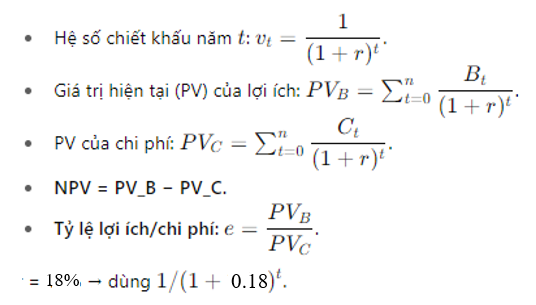 • Hệ số chiết khấu năm t: v_t = 1/(1 + r)^t.
• Giá trị hiện tại (PV) của lợi ích: PV_B = ∑_{t=0}^{n} B_t/(1 + r)^t.
• PV của chi phí: PV_C = ∑_{t=0}^{n} C_t/(1 + r)^t.
• NPV = PV_B − PV_C.
• Tỷ lệ lợi ích/chi phí: e = PV_B/PV_C.
= 18% → dùng 1/(1 + 0.18)^t.